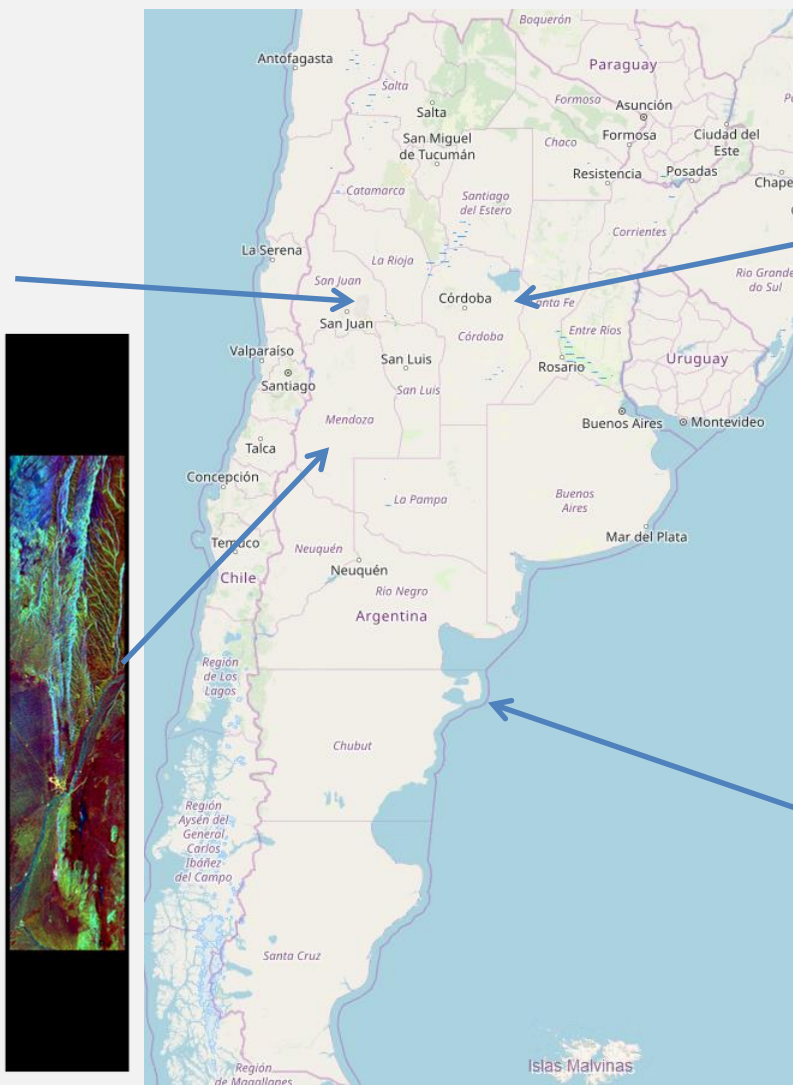 Boquerón
Antofagasta
Paraguay
Salta
Formosa
Asunción
Salta
San Miguel
de Tucumán
Formosa
Ciudad del
Este
Chaco
Resistencia
Posadas
Chape
Catamarca
Santiago
del Estero
Corrientes
La Serena
La Rioja
San Juan
Rio Grande
do Sul
Córdoba
Santa Fe
San Juan
Entre Ríos
Córdoba
Valparaíso
San Luis
Rosario
Uruguay
Santiago
San Luis
Mendoza
Buenos Aires
Montevideo
Talca
Concepción
La Pampa
Buenos
Aires
Mar del Plata
Temuco
Neuquén
Chile
Neuquén
Rio Negro
Argentina
Región
de Los
Lagos
Chubut
Región
Aysén del
General
Carlos
Ibáñez
del Campo
Santa Cruz
Islas Malvinas
Región
de Magallanes